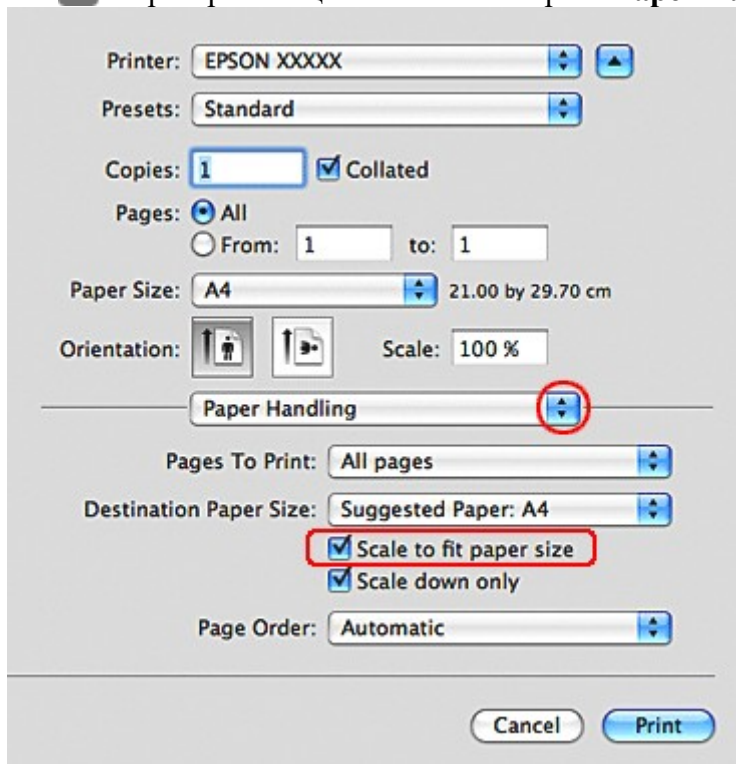 Printer: EPSON XXXXX
Presets: Standard
Copies: 1 Collated
Pages: All
From: 1 to: 1
Paper Size: A4 21.00 by 29.70 cm
Orientation: Scale: 100 %
Paper Handling
Pages To Print: All pages
Destination Paper Size: Suggested Paper: A4
Scale to fit paper size
Scale down only
Page Order: Automatic
Cancel Print